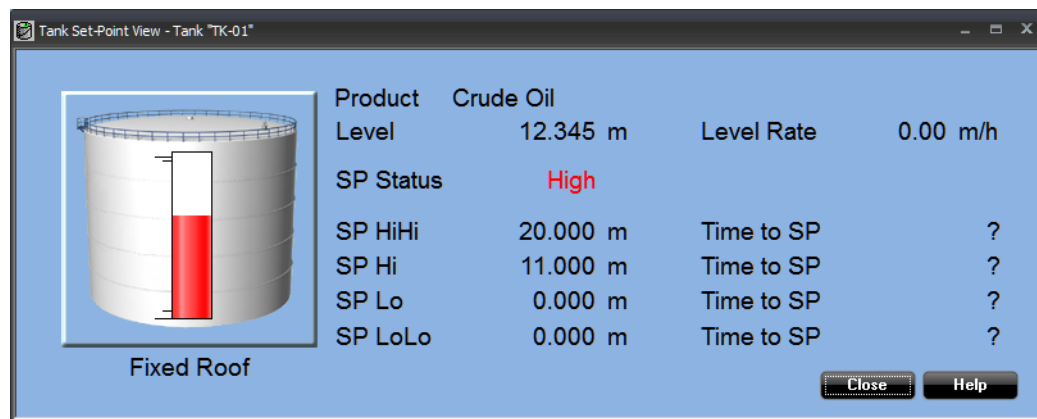 Tank Set-Point View - Tank "TK-01"
Product Crude Oil
Level 12.345 m Level Rate 0.00 m/h
SP Status High
SP HiHi 20.000 m Time to SP ?
SP Hi 11.000 m Time to SP ?
SP Lo 0.000 m Time to SP ?
SP LoLo 0.000 m Time to SP ?
Fixed Roof
Close Help